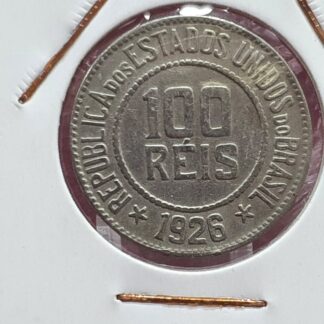 REPUBLICA DOS ESTADOS UNIDOS DO BRASIL
100
RÉIS
1926